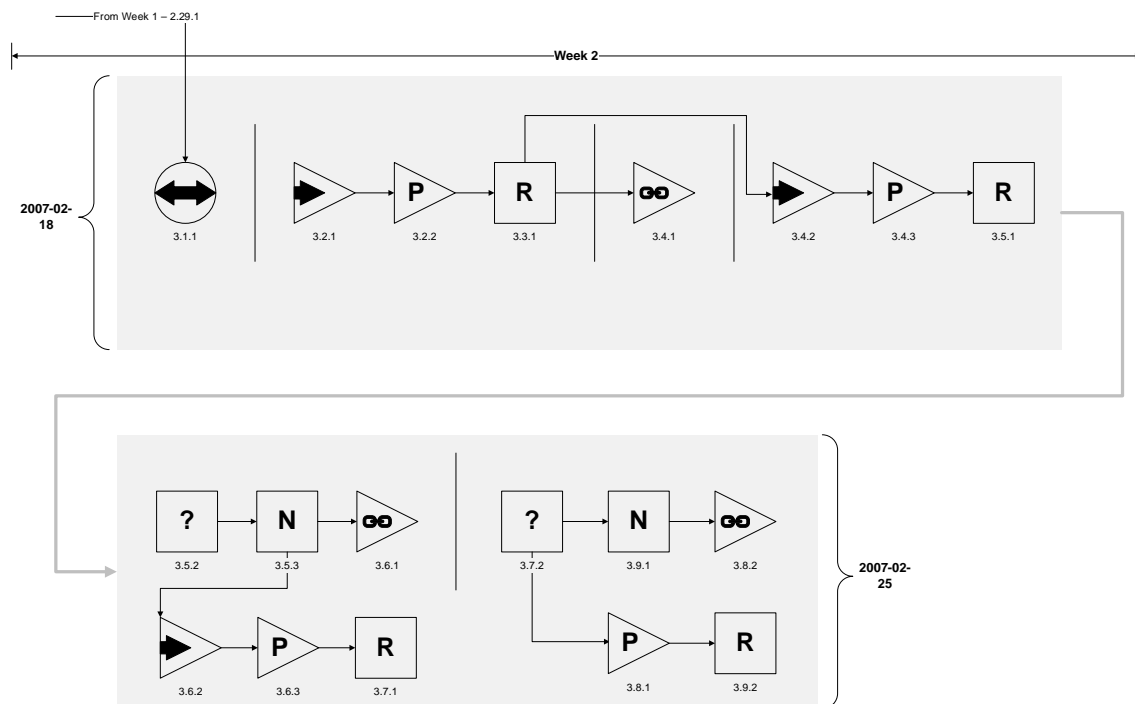 From Week 1 – 2.29.1
Week 2
2007-02-
18
P
R
P
R
3.1.1
3.2.1
3.2.2
3.3.1
3.4.1
3.4.2
3.4.3
3.5.1
?
N
?
N
3.5.2
3.5.3
3.6.1
3.7.2
3.9.1
3.8.2
2007-02-
25
P
R
P
R
3.6.2
3.6.3
3.7.1
3.8.1
3.9.2